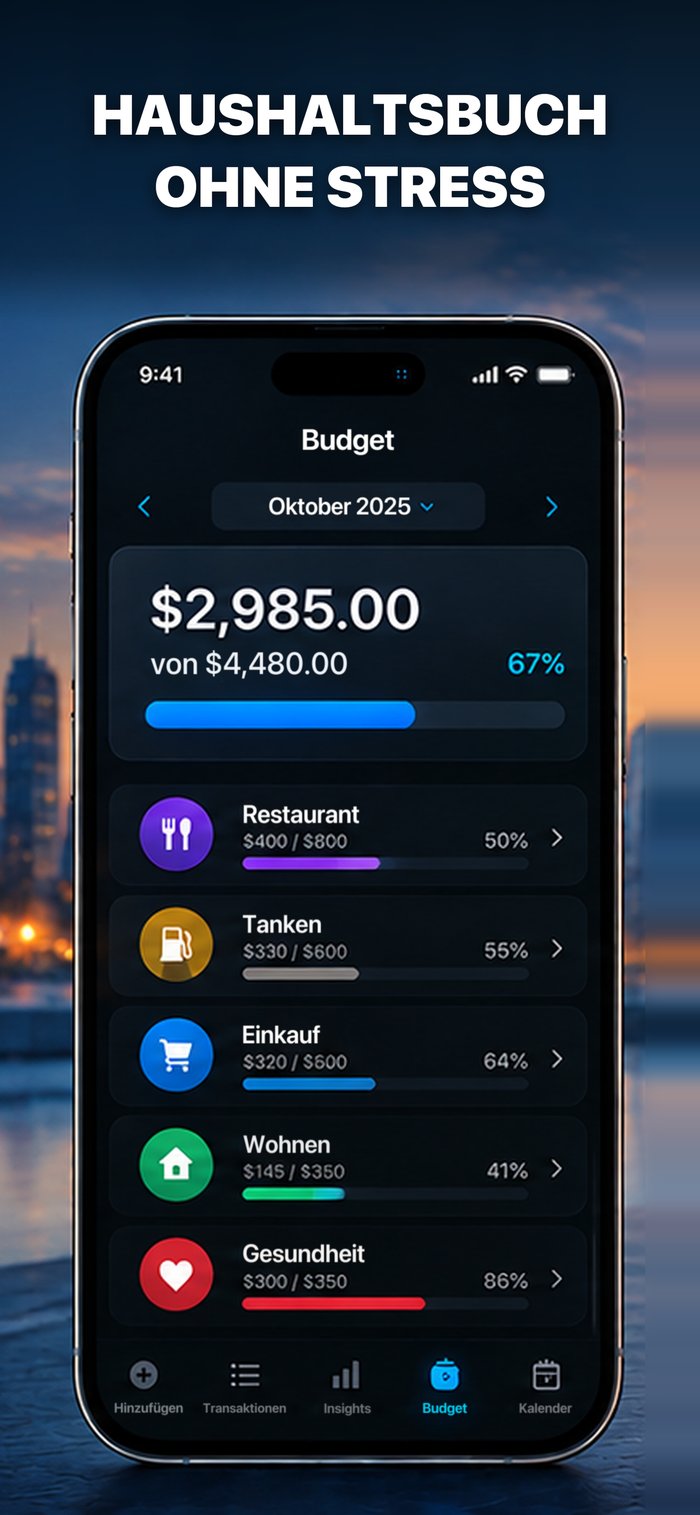 HAUSHALTSBUCH
OHNE STRESS
9:41
Budget
Oktober 2025
$2,985.00
von $4,480.00
67%
Restaurant
$400 / $800
50%
Tanken
$330 / $600
55%
Einkauf
$320 / $600
64%
Wohnen
$145 / $350
41%
Gesundheit
$300 / $350
86%
Hinzufügen
Transaktionen
Insights
Budget
Kalender